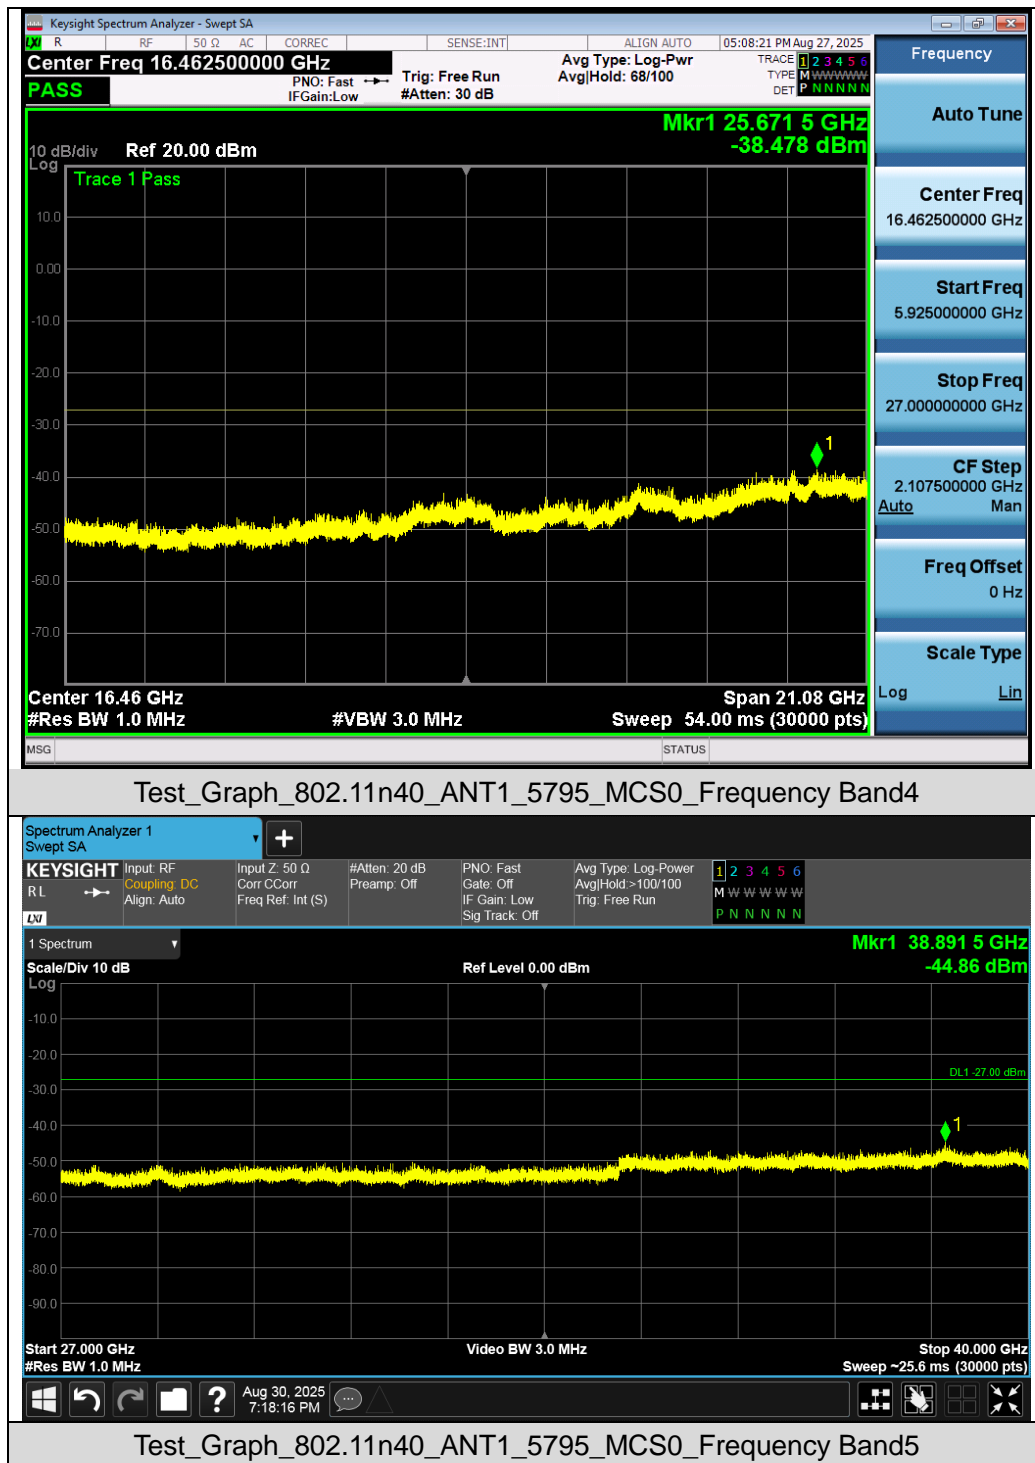 Keysight Spectrum Analyzer - Swept SA
LXI R RF 50 Ω AC CORREC SENSE:INT ALIGN AUTO 05:08:21 PM Aug 27, 2025
Center Freq 16.462500000 GHz
PASS
PNO: Fast
IFGain:Low
Trig: Free Run
#Atten: 30 dB
Avg Type: Log-Pwr
Avg|Hold: 68/100
TRACE 1 2 3 4 5 6
TYPE M W W W W W
DET P N N N N N
Mkr1 25.671 5 GHz
-38.478 dBm
10 dB/div Ref 20.00 dBm
Log
Trace 1 Pass
10.0
0.00
-10.0
-20.0
-30.0
-40.0
-50.0
-60.0
-70.0
1
Center 16.46 GHz Span 21.08 GHz
#Res BW 1.0 MHz #VBW 3.0 MHz Sweep 54.00 ms (30000 pts)
MSG STATUS
Frequency
Auto Tune
Center Freq
16.462500000 GHz
Start Freq
5.925000000 GHz
Stop Freq
27.000000000 GHz
CF Step
2.107500000 GHz
Auto Man
Freq Offset
0 Hz
Scale Type
Log Lin
Test_Graph_802.11n40_ANT1_5795_MCS0_Frequency Band4
Spectrum Analyzer 1
Swept SA
+
KEYSIGHT
RL
LXI
Input: RF
Coupling: DC
Align: Auto
Input Z: 50 Ω
Corr CCorr
Freq Ref: Int (S)
#Atten: 20 dB
Preamp: Off
PNO: Fast
Gate: Off
IF Gain: Low
Sig Track: Off
Avg Type: Log-Power
Avg|Hold:>100/100
Trig: Free Run
1 2 3 4 5 6
M W W W W W
P N N N N N
1 Spectrum
Mkr1 38.891 5 GHz
-44.86 dBm
Scale/Div 10 dB Ref Level 0.00 dBm
Log
-10.0
-20.0
DL1 -27.00 dBm
-30.0
-40.0
1
-50.0
-60.0
-70.0
-80.0
-90.0
Start 27.000 GHz Video BW 3.0 MHz Stop 40.000 GHz
#Res BW 1.0 MHz Sweep ~25.6 ms (30000 pts)
?
Aug 30, 2025
7:18:16 PM
Test_Graph_802.11n40_ANT1_5795_MCS0_Frequency Band5